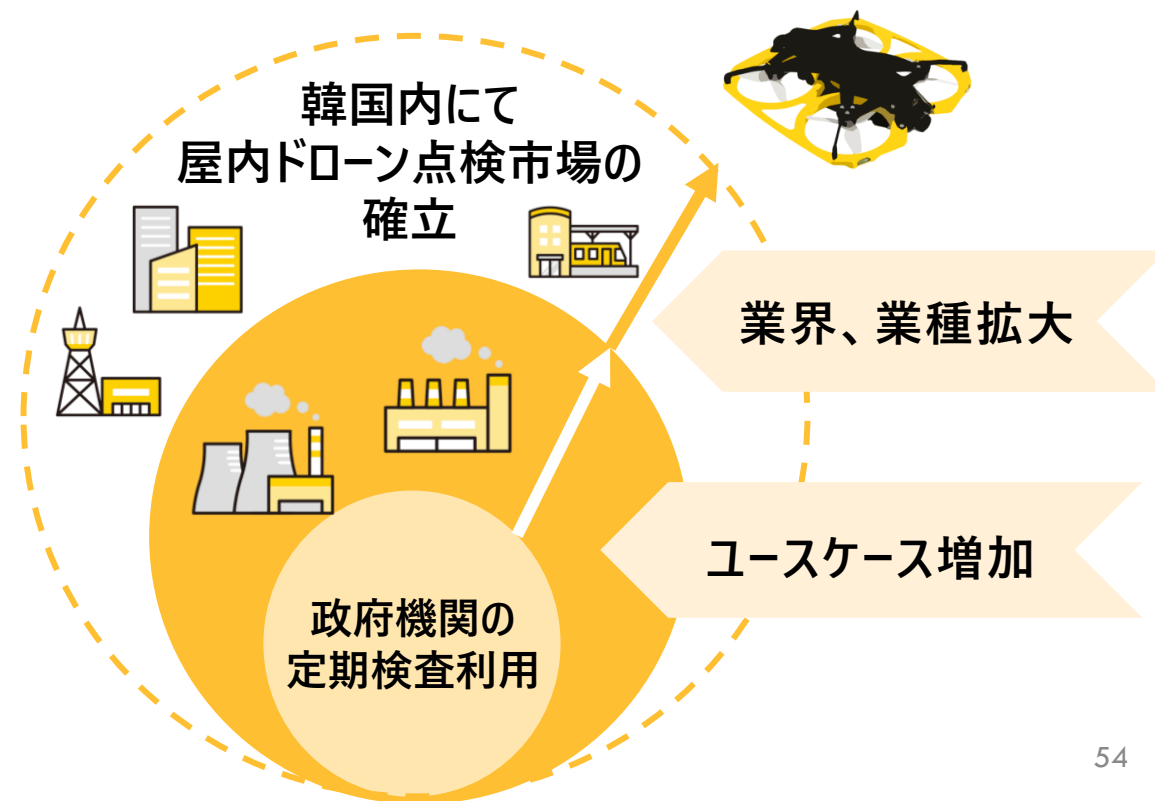 韓国内にて
屋内ドローン点検市場の
確立
業界、業種拡大
ユースケース増加
政府機関の
定期検査利用
54